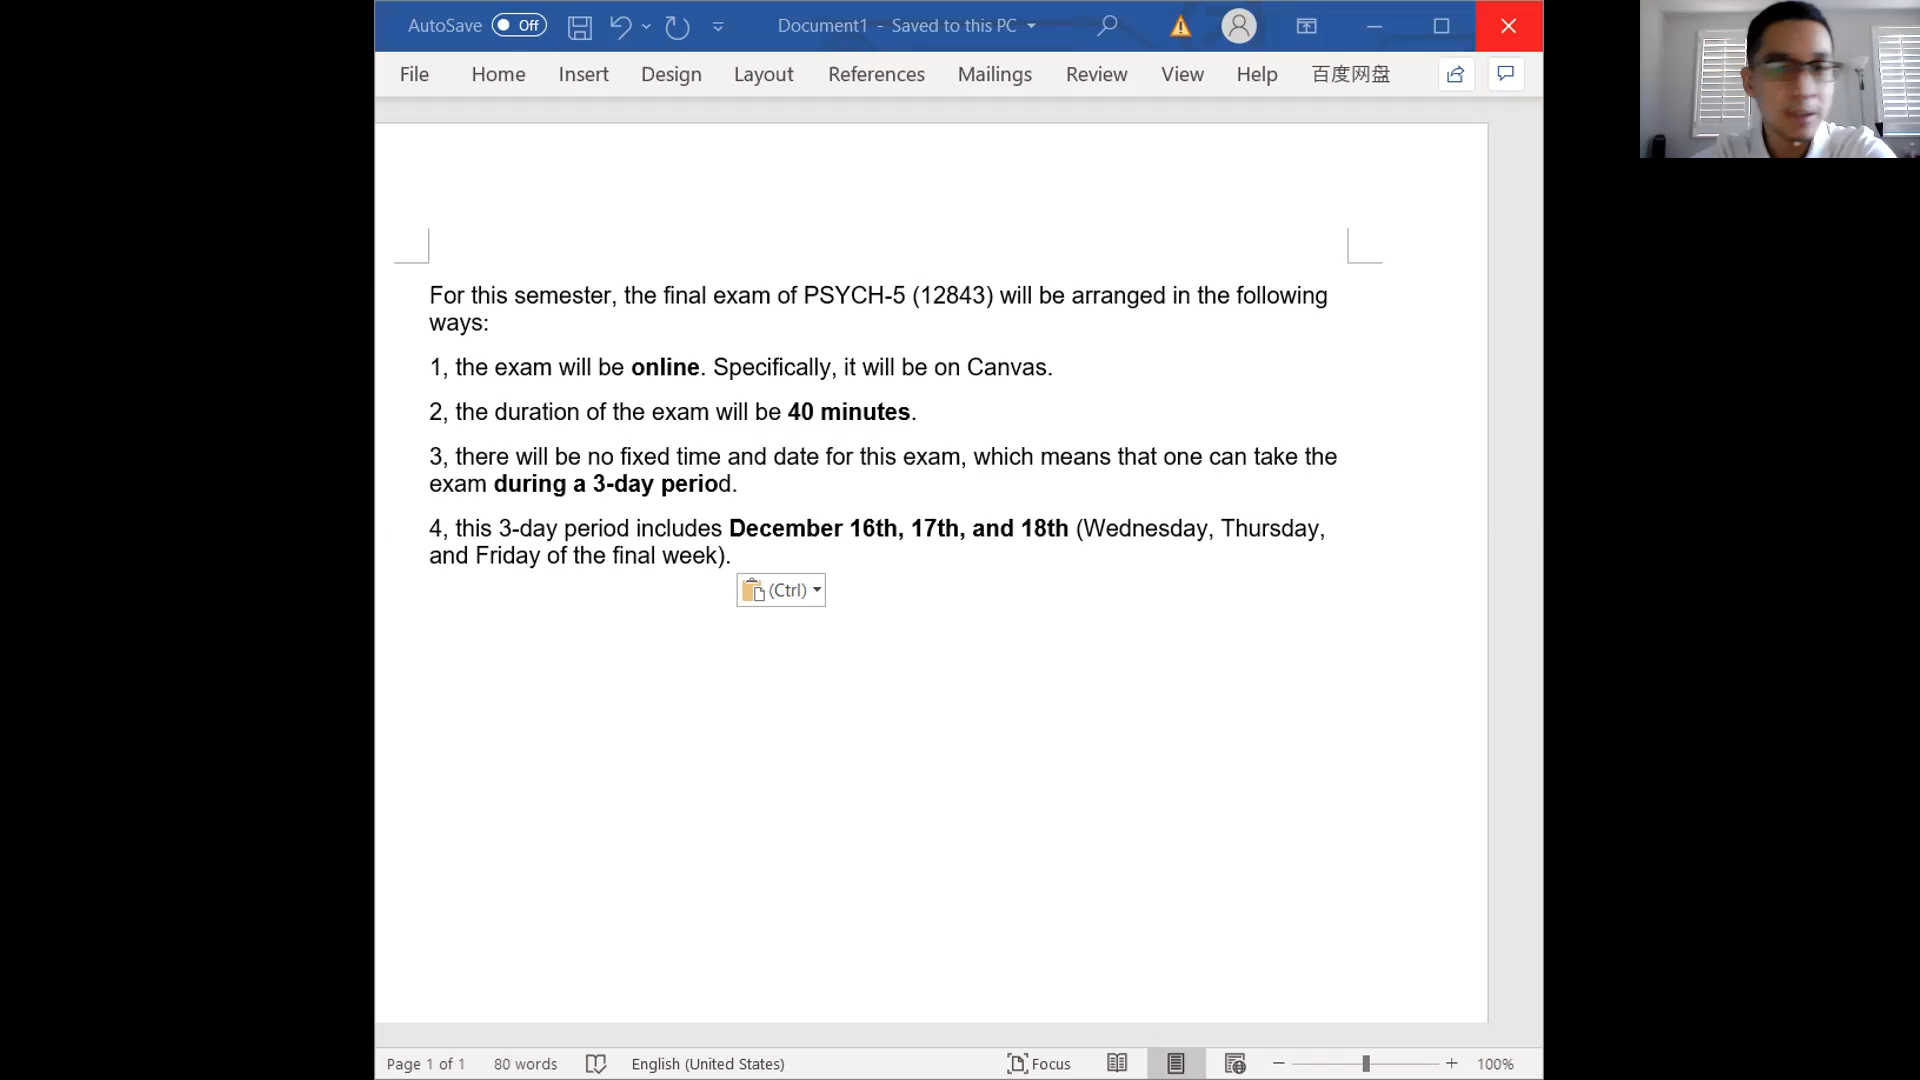 AutoSave Off Document1 - Saved to this PC
File Home Insert Design Layout References Mailings Review View Help 百度网盘
For this semester, the final exam of PSYCH-5 (12843) will be arranged in the following
ways:
1, the exam will be online. Specifically, it will be on Canvas.
2, the duration of the exam will be 40 minutes.
3, there will be no fixed time and date for this exam, which means that one can take the
exam during a 3-day period.
4, this 3-day period includes December 16th, 17th, and 18th (Wednesday, Thursday,
and Friday of the final week).
(Ctrl)
Page 1 of 1 80 words English (United States) Focus 100%